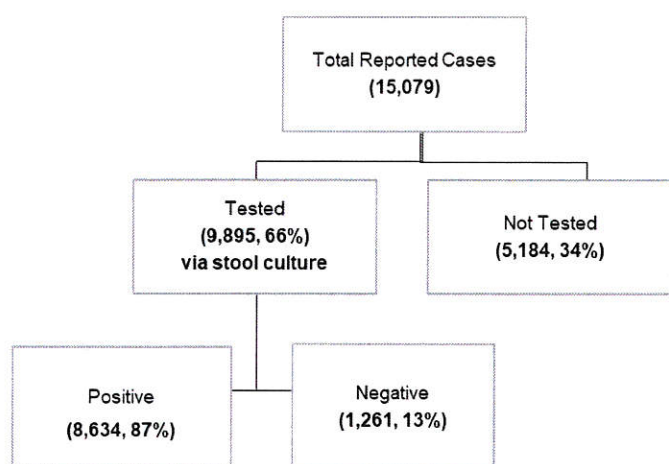 Total Reported Cases
(15,079)
Tested
(9,895, 66%)
via stool culture
Not Tested
(5,184, 34%)
Positive
(8,634, 87%)
Negative
(1,261, 13%)